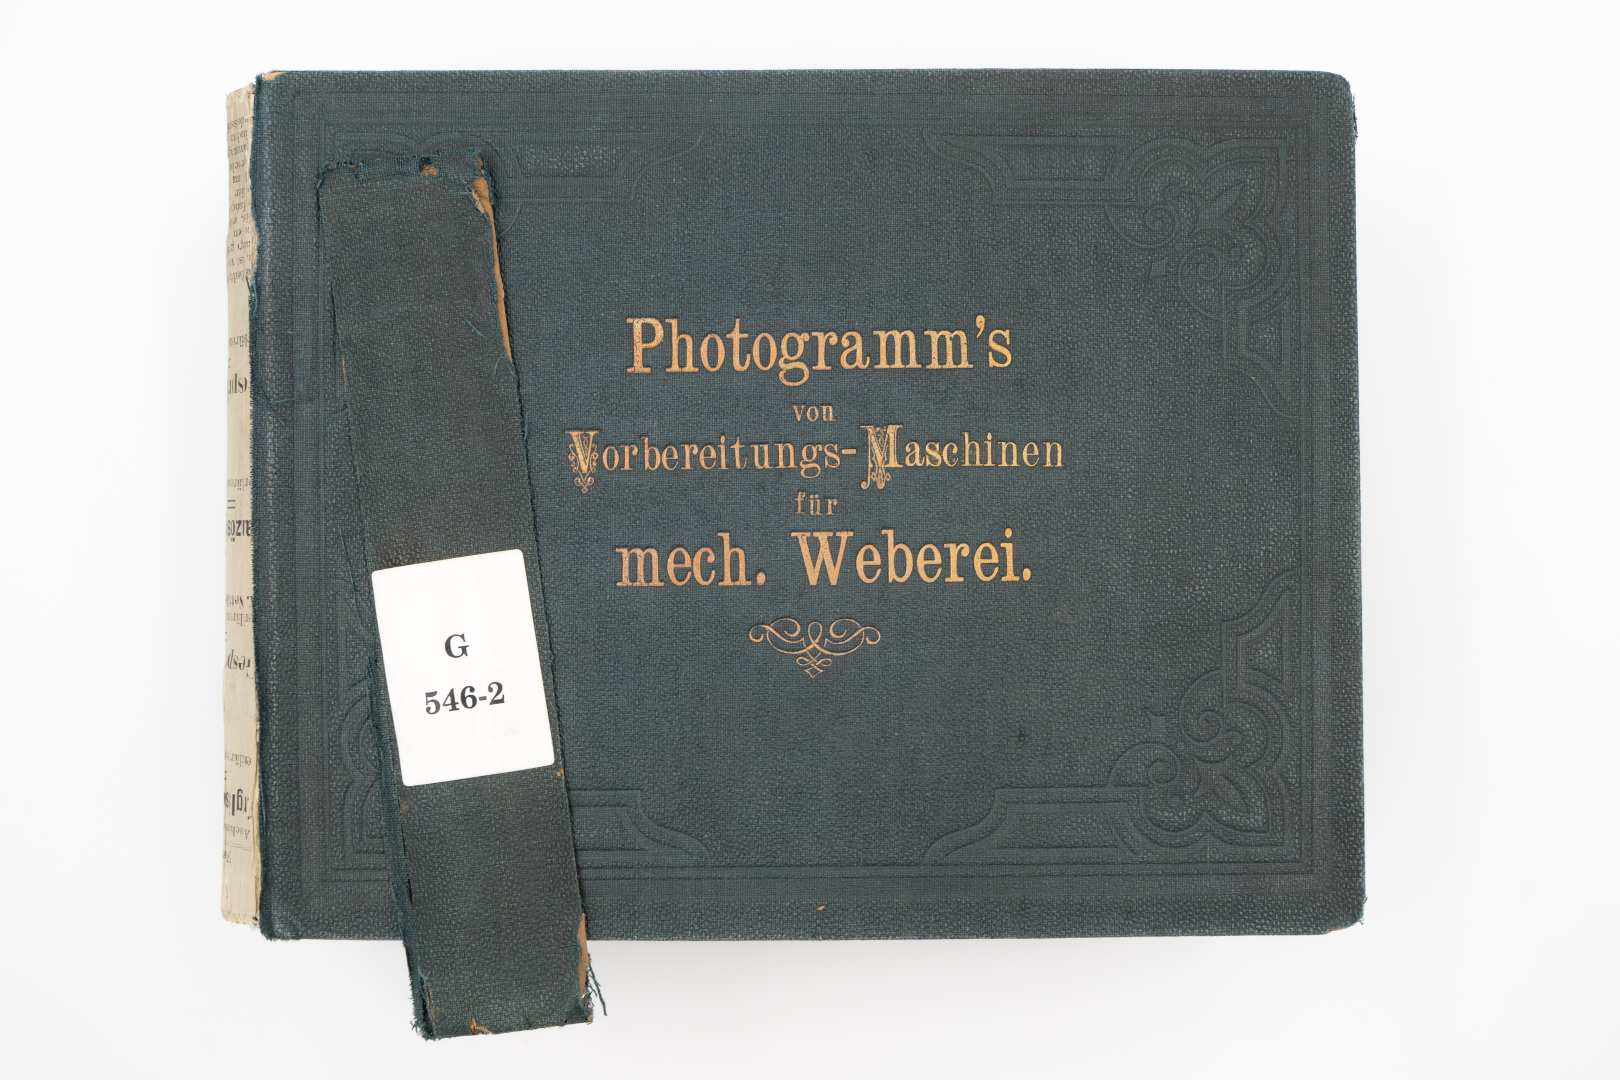 Photogramm's
von
Vorbereitungs-Maschinen
für
mech. Weberei.
G
546-2